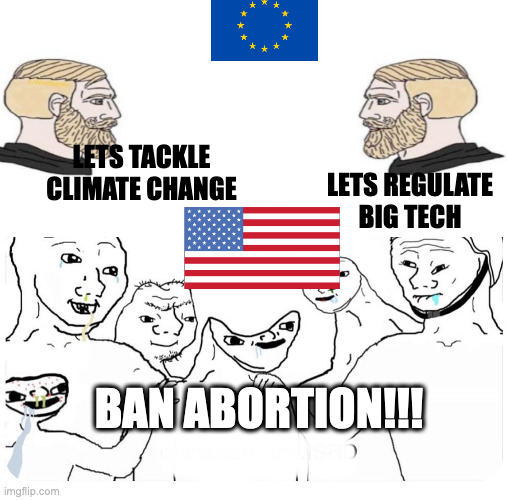 LETS TACKLE
CLIMATE CHANGE
LETS REGULATE
BIG TECH
BAN ABORTION!!!
imgflip.com